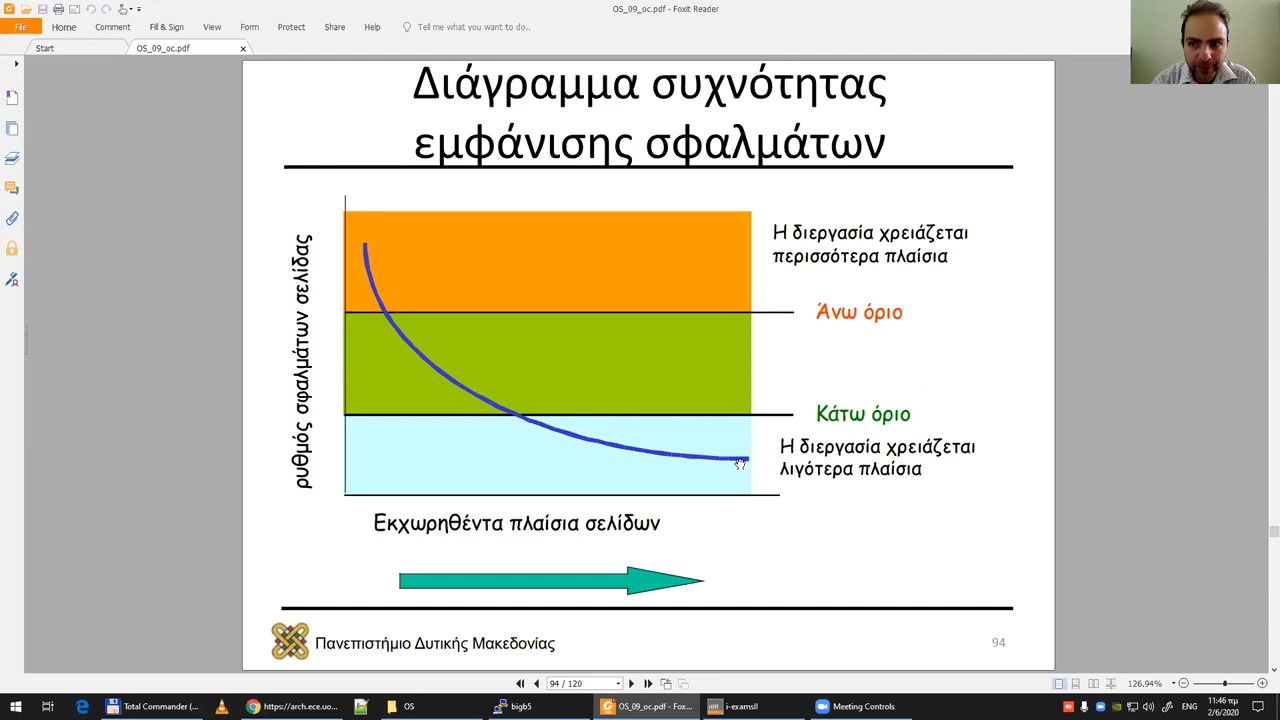 OS_09_oc.pdf - Foxit Reader
File Home Comment Fill & Sign View Form Protect Share Help Tell me what you want to do..
Start OS_09_oc.pdf
Διάγραμμα συχνότητας
εμφάνισης σφαλμάτων
ρυθμός σφαλμάτων σελίδας
Η διεργασία χρειάζεται
περισσότερα πλαίσια
Άνω όριο
Κάτω όριο
Η διεργασία χρειάζεται
λιγότερα πλαίσια
Εκχωρηθέντα πλαίσια σελίδων
Πανεπιστήμιο Δυτικής Μακεδονίας
94
94 / 120
126.94%
Total Commander (... https://arch.ece.uo... OS bigb5 OS_09_oc.pdf - Fox... i-examsll Meeting Controls
ENG
11:46 πμ
2/6/2020